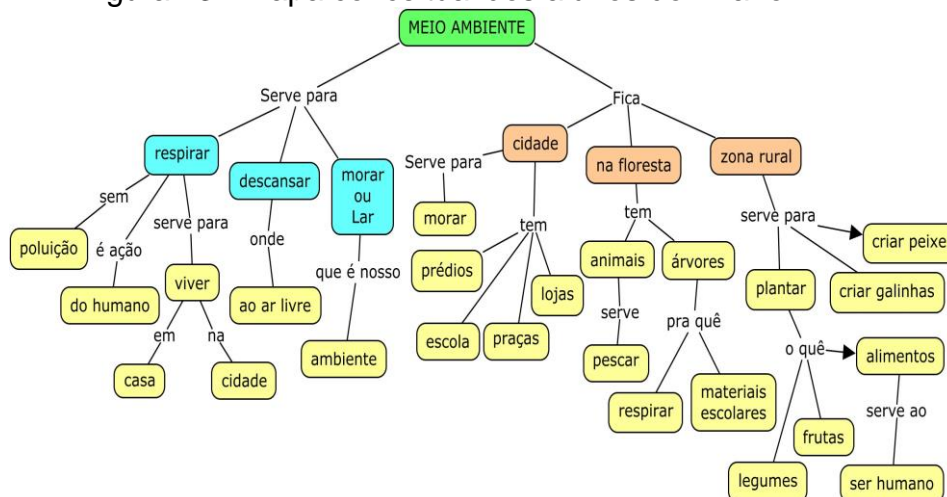 MEIO AMBIENTE
Serve para
Fica
respirar
descansar
morar
ou
Lar
cidade
na floresta
zona rural
sem
é ação
serve para
onde
que é nosso
Serve para
tem
tem
serve para
poluição
do humano
viver
ao ar livre
ambiente
morar
prédios
escola
praças
lojas
animais
árvores
plantar
criar galinhas
criar peixe
em
na
casa
cidade
serve
pescar
pra quê
respirar
materiais
escolares
o quê
alimentos
legumes
frutas
serve ao
ser humano